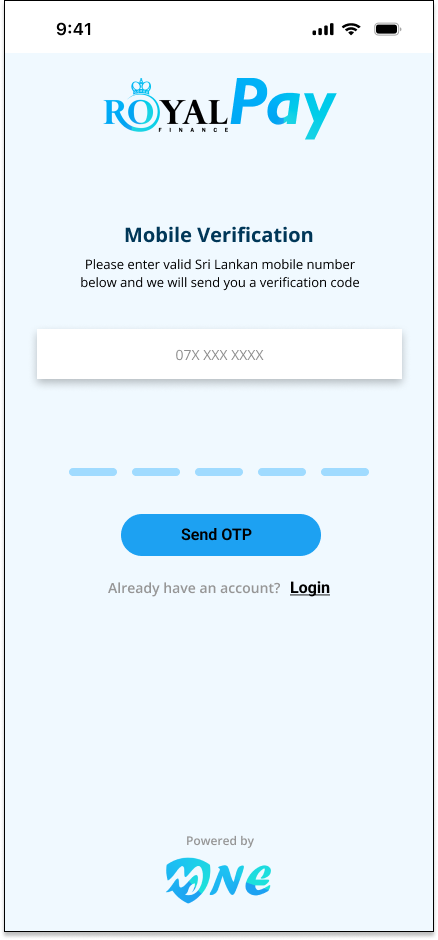 9:41
ROYAL Pay
FINANCE
Mobile Verification
Please enter valid Sri Lankan mobile number
below and we will send you a verification code
07X XXX XXXX
Send OTP
Already have an account? Login
Powered by
MNE